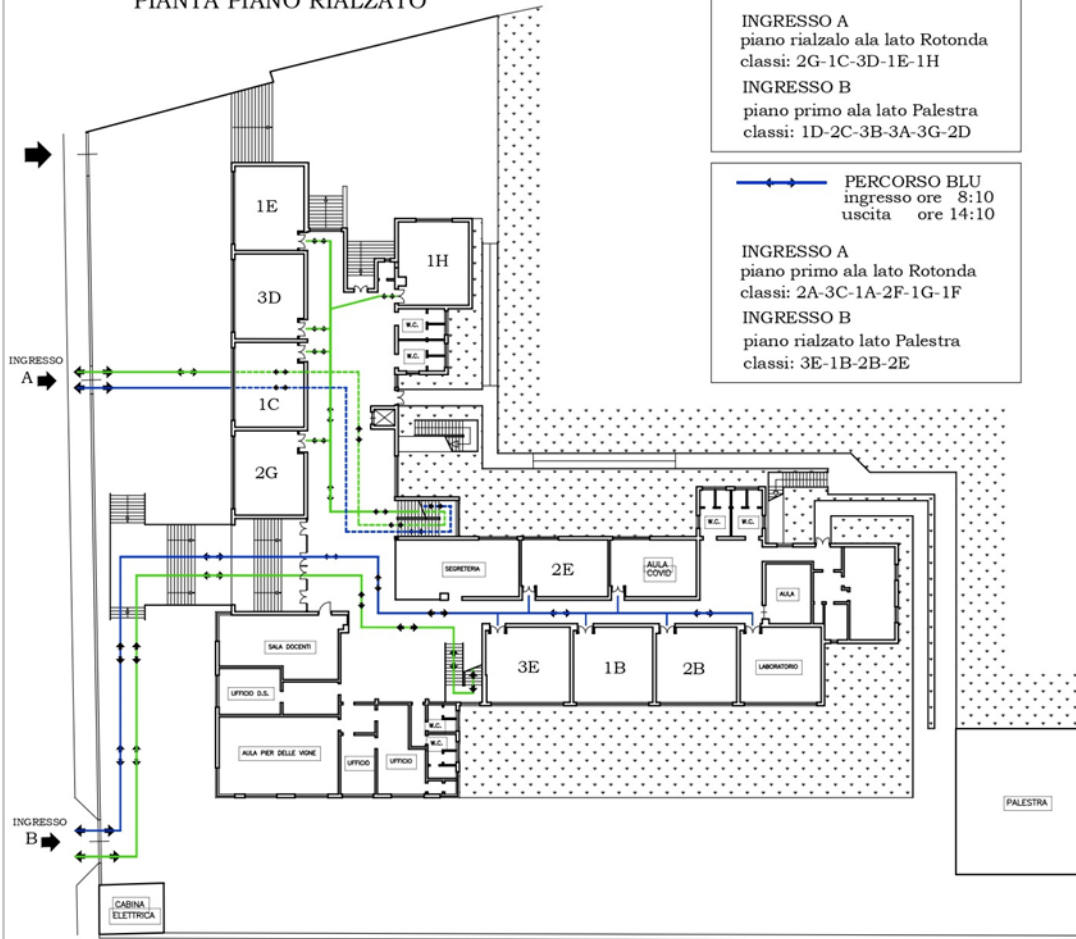 PIANTA PIANO RIALZATO
INGRESSO A
piano rialzalo ala lato Rotonda
classi: 2G-1C-3D-1E-1H
INGRESSO B
piano primo ala lato Palestra
classi: 1D-2C-3B-3A-3G-2D
PERCORSO BLU
ingresso ore 8:10
uscita ore 14:10
INGRESSO A
piano primo ala lato Rotonda
classi: 2A-3C-1A-2F-1G-1F
INGRESSO B
piano rialzato lato Palestra
classi: 3E-1B-2B-2E
1E
1H
3D
W.C.
W.C.
INGRESSO
A
1C
2G
W.C.
W.C.
SEGRETERIA
2E
AULA
COVID
AULA
SALA DOCENTI
3E
1B
2B
LABORATORIO
UFFICIO D.S.
W.C.
W.C.
AULA PIER DELLE VIGNE
UFFICIO
UFFICIO
PALESTRA
INGRESSO
B
CABINA
ELETTRICA